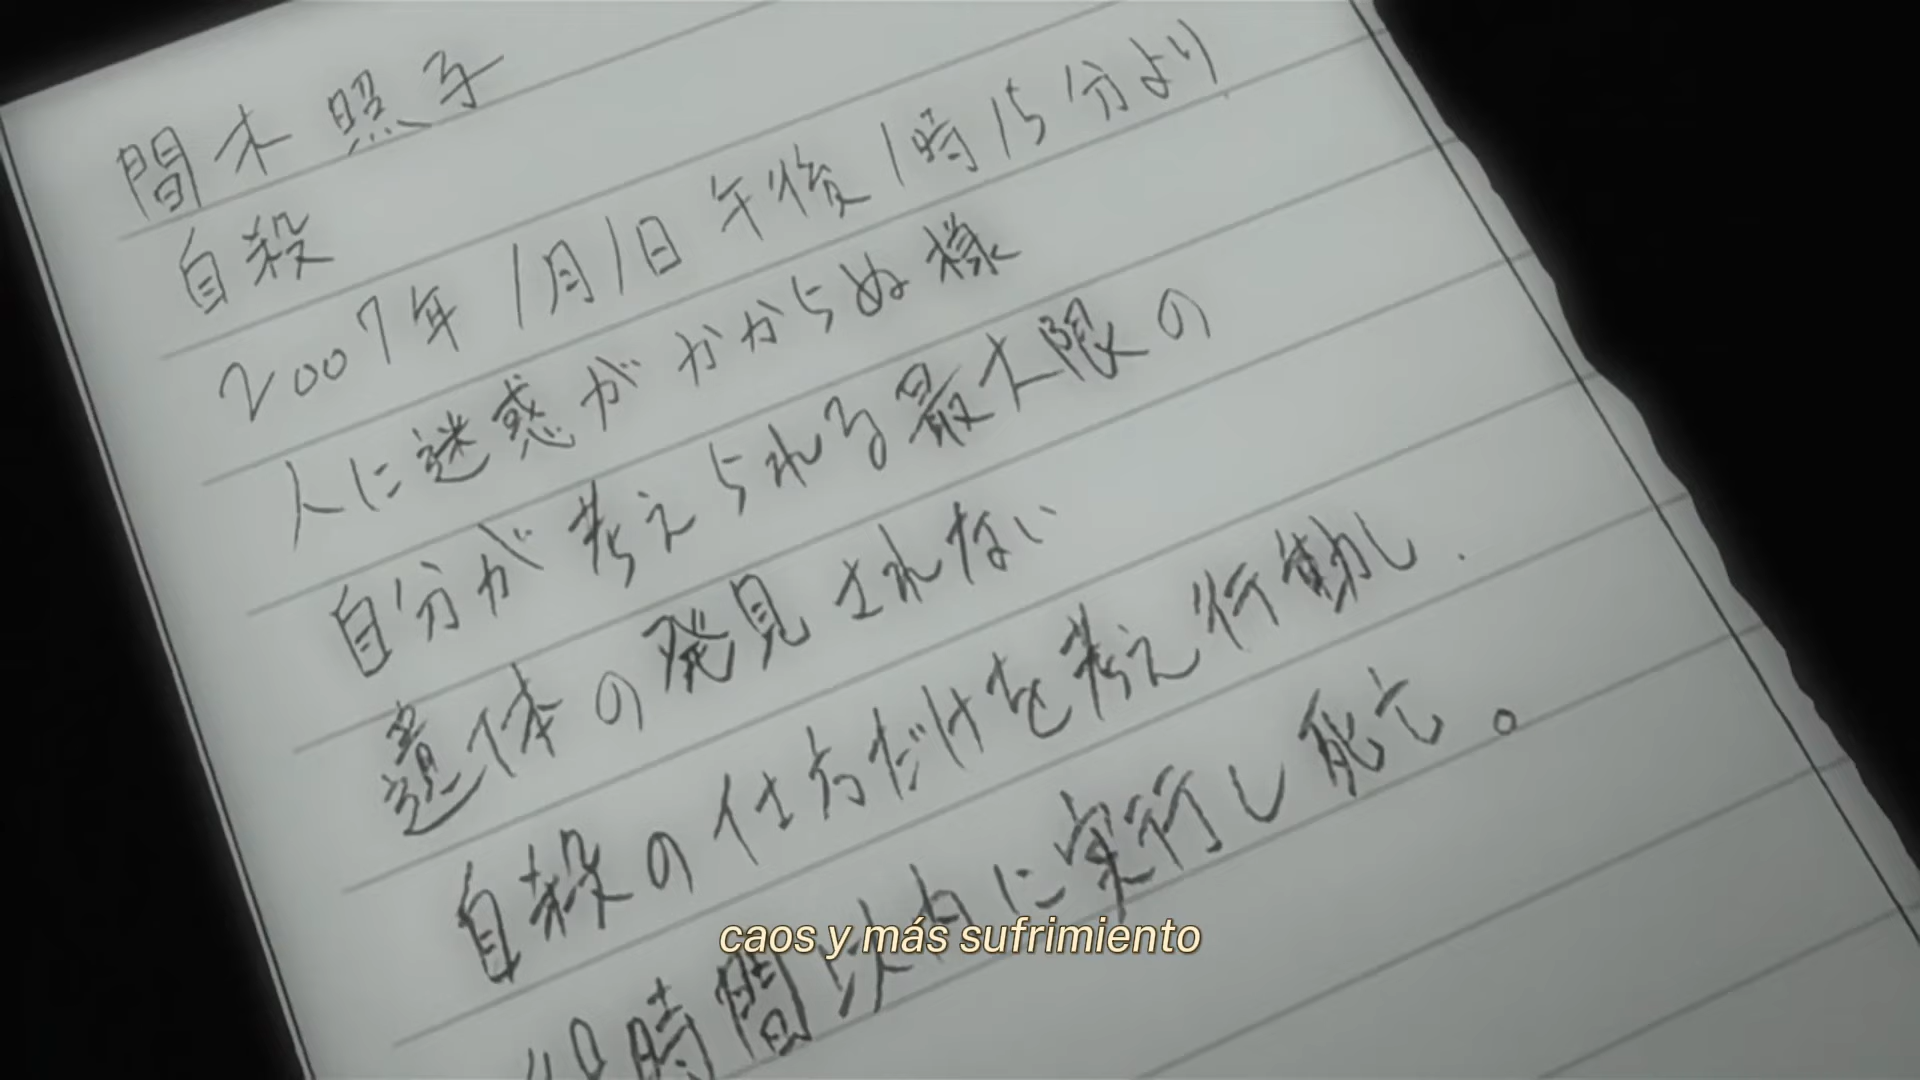 間木照子
自殺
2007年1月1日午後1時15分より
人に迷惑がかからぬ様
自分が考えられる最大限の
遺体の発見されない
自殺の仕方だけを考え行動し.
48時間以内に実行し死亡。
caos y más sufrimiento